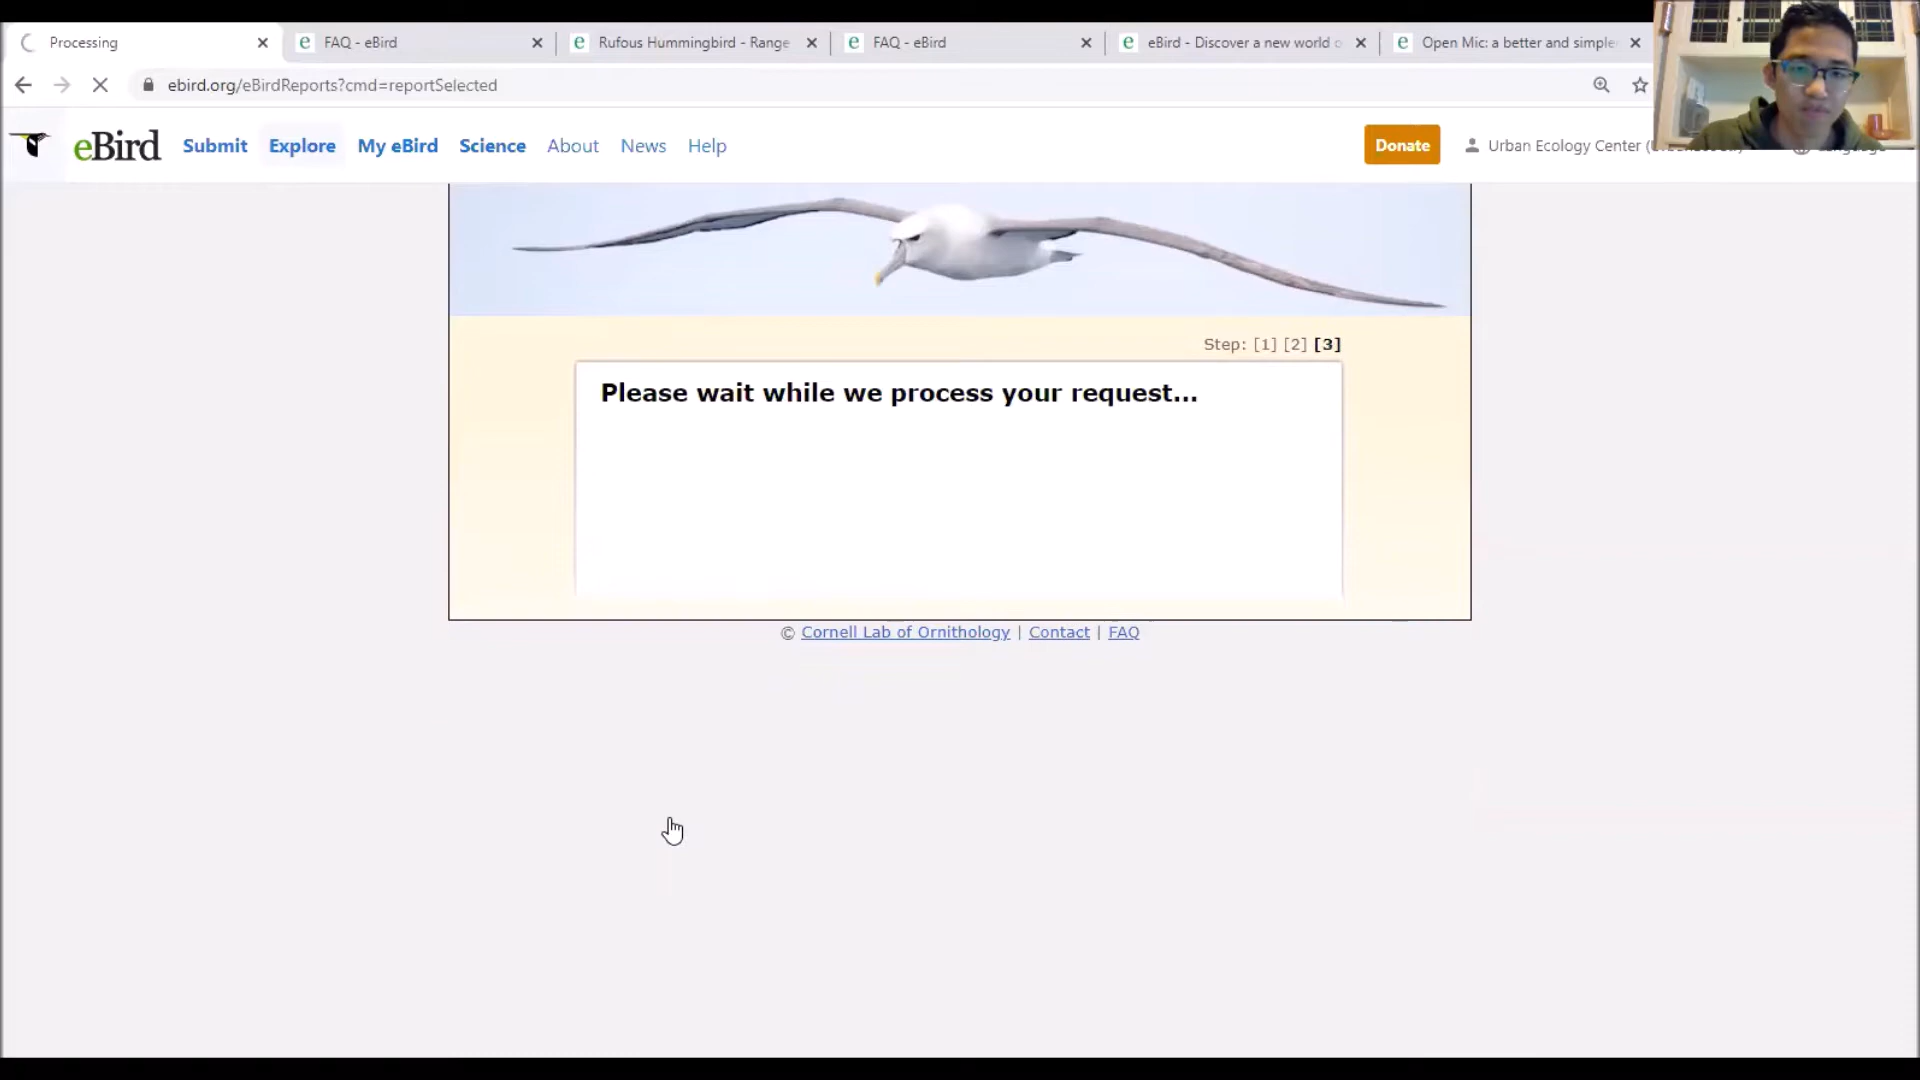 Processing
FAQ - eBird
Rufous Hummingbird - Range
FAQ - eBird
eBird - Discover a new world o
Open Mic: a better and simple
ebird.org/eBirdReports?cmd=reportSelected
eBird
Submit
Explore
My eBird
Science
About
News
Help
Donate
Urban Ecology Center
Step: [1] [2] [3]
Please wait while we process your request...
© Cornell Lab of Ornithology | Contact | FAQ